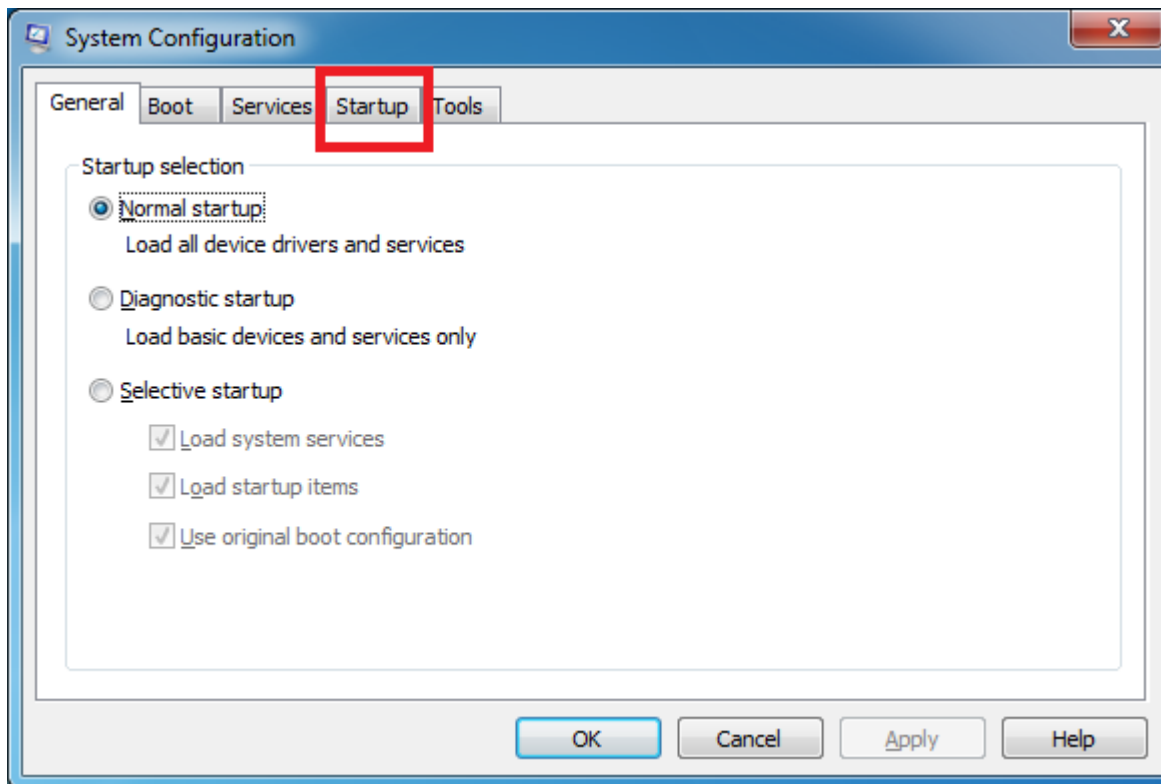 System Configuration
General Boot Services Startup Tools
Startup selection
Normal startup
Load all device drivers and services
Diagnostic startup
Load basic devices and services only
Selective startup
Load system services
Load startup items
Use original boot configuration
OK Cancel Apply Help